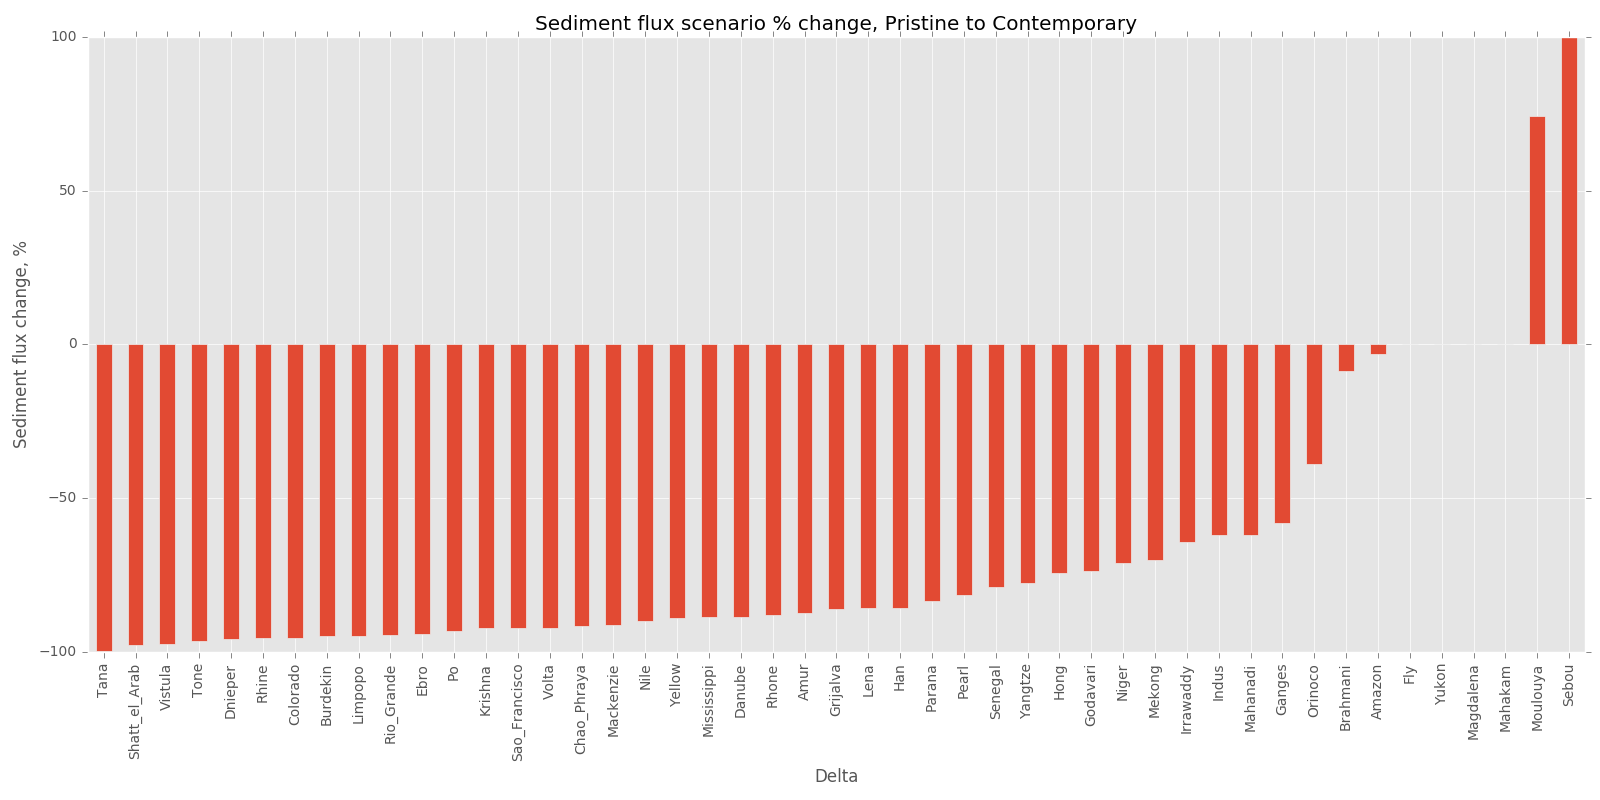 Sediment flux scenario % change, Pristine to Contemporary
100
50
0
−50
−100
Sediment flux change, %
Tana
Shatt_el_Arab
Vistula
Tone
Dnieper
Rhine
Colorado
Burdekin
Limpopo
Rio_Grande
Ebro
Po
Krishna
Sao_Francisco
Volta
Chao_Phraya
Mackenzie
Nile
Yellow
Mississippi
Danube
Rhone
Amur
Grijalva
Lena
Han
Parana
Pearl
Senegal
Yangtze
Hong
Godavari
Niger
Mekong
Irrawaddy
Indus
Mahanadi
Ganges
Orinoco
Brahmani
Amazon
Fly
Yukon
Magdalena
Mahakam
Moulouya
Sebou
Delta